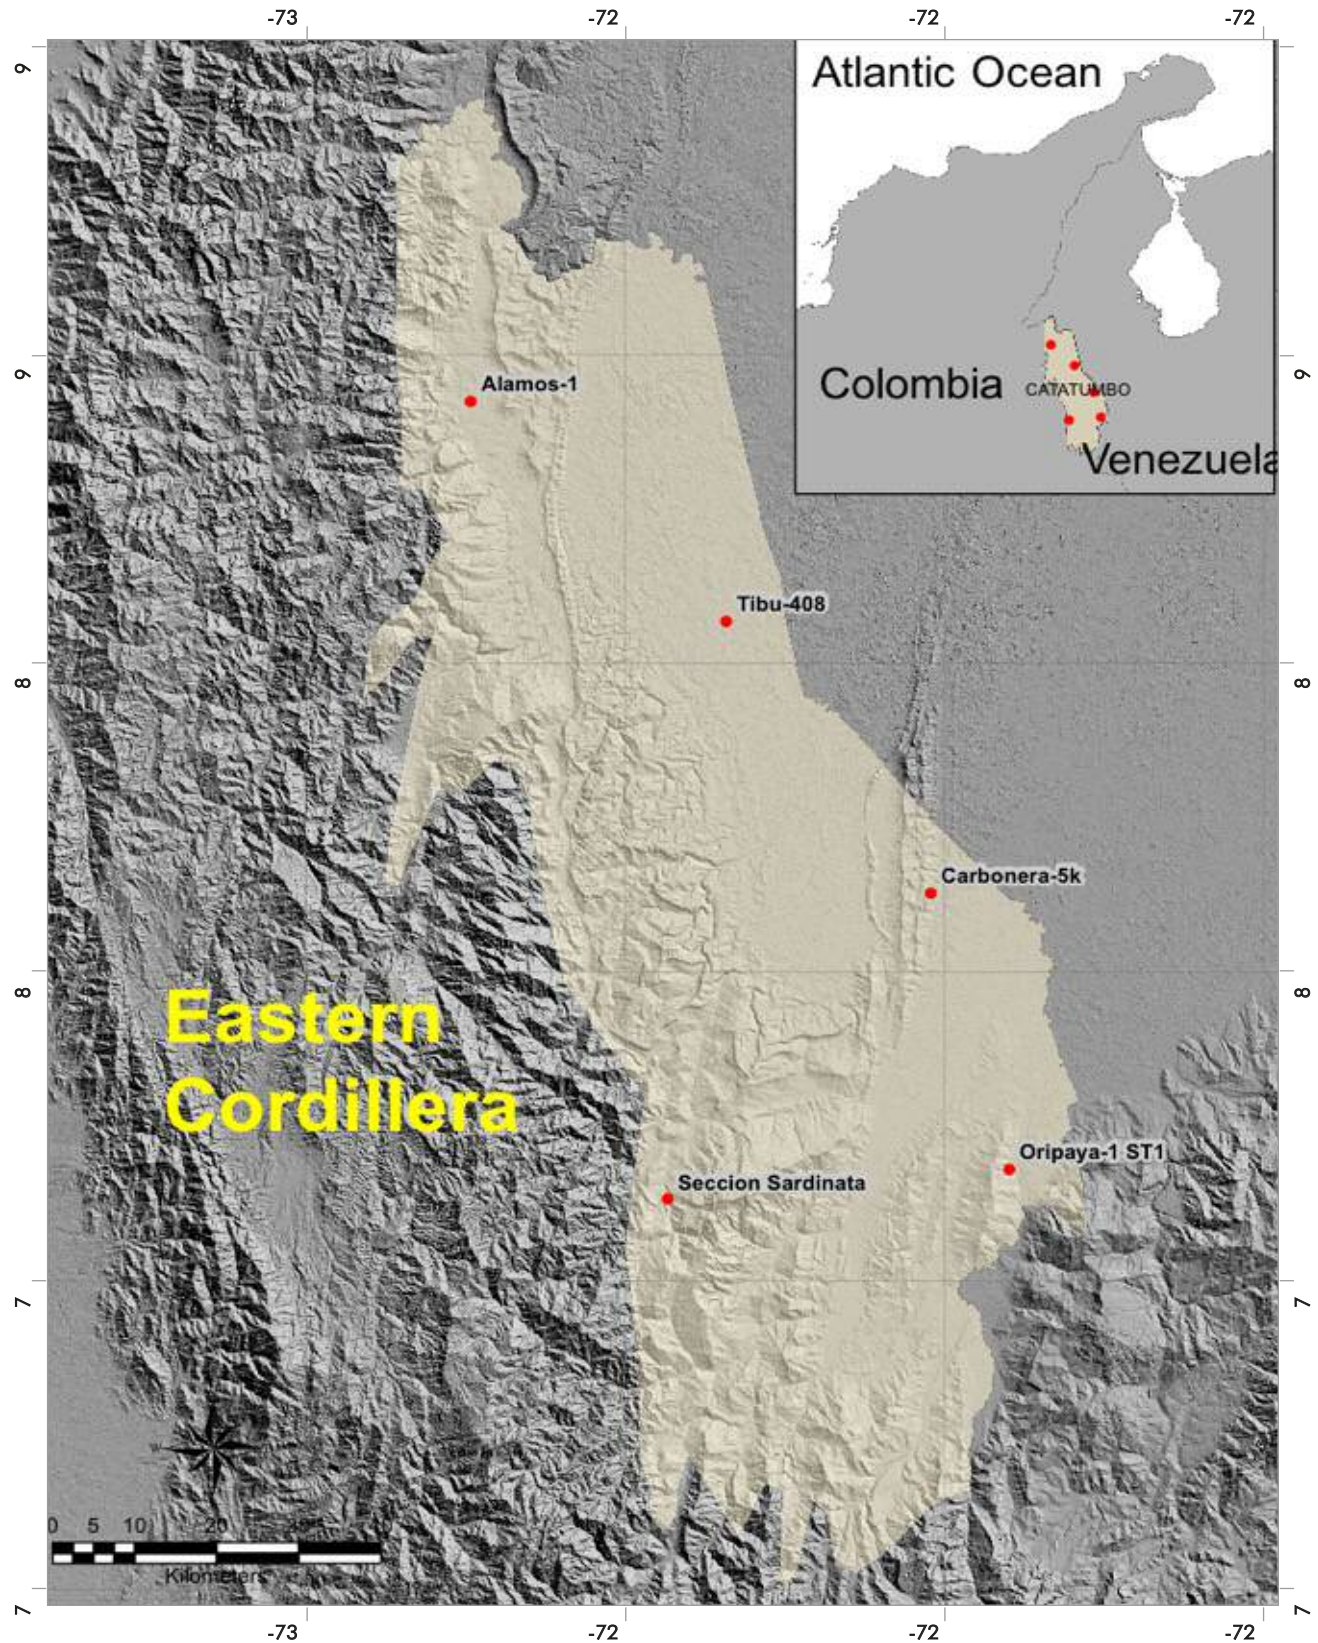 -73 -72 -72 -72
9 9
Atlantic Ocean
Colombia
CATATUMBO
Venezuela
9 9
Alamos-1
Tibu-408
8 8
Carbonera-5k
8 8
Eastern
Cordillera
Oripaya-1 ST1
Seccion Sardinata
7 7
W
0 5 10 20
Kilometers
7 7
-73 -72 -72 -72